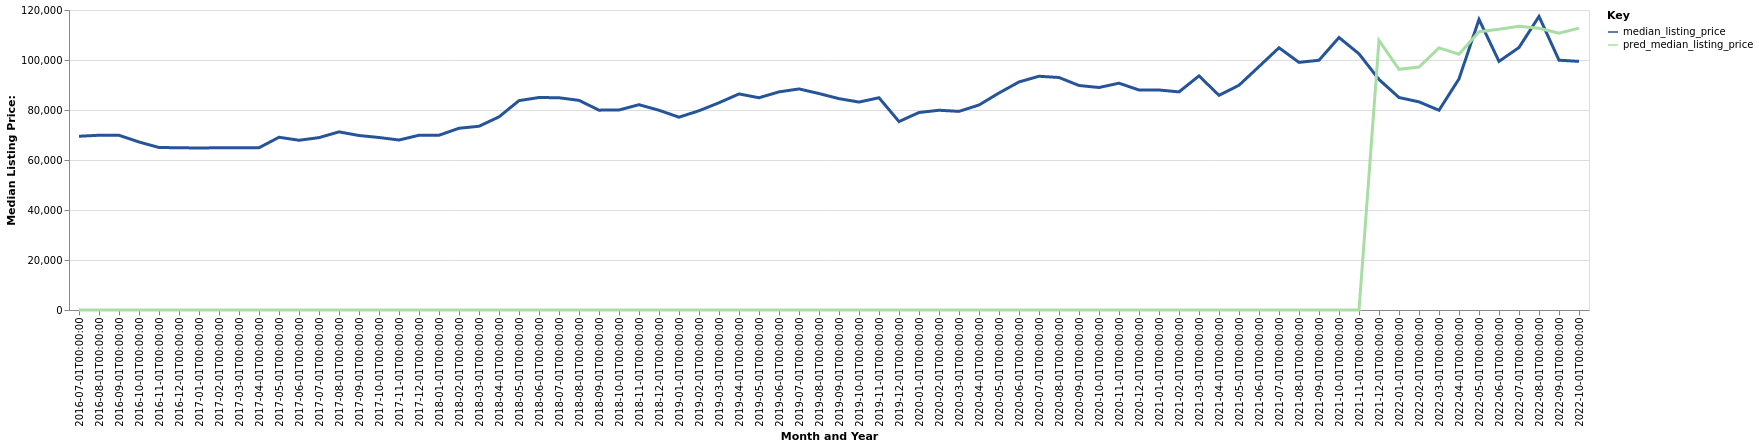 120,000
100,000
80,000
60,000
40,000
20,000
0
Median Listing Price:
2016-07-01T00:00:00
2016-08-01T00:00:00
2016-09-01T00:00:00
2016-10-01T00:00:00
2016-11-01T00:00:00
2016-12-01T00:00:00
2017-01-01T00:00:00
2017-02-01T00:00:00
2017-03-01T00:00:00
2017-04-01T00:00:00
2017-05-01T00:00:00
2017-06-01T00:00:00
2017-07-01T00:00:00
2017-08-01T00:00:00
2017-09-01T00:00:00
2017-10-01T00:00:00
2017-11-01T00:00:00
2017-12-01T00:00:00
2018-01-01T00:00:00
2018-02-01T00:00:00
2018-03-01T00:00:00
2018-04-01T00:00:00
2018-05-01T00:00:00
2018-06-01T00:00:00
2018-07-01T00:00:00
2018-08-01T00:00:00
2018-09-01T00:00:00
2018-10-01T00:00:00
2018-11-01T00:00:00
2018-12-01T00:00:00
2019-01-01T00:00:00
2019-02-01T00:00:00
2019-03-01T00:00:00
2019-04-01T00:00:00
2019-05-01T00:00:00
2019-06-01T00:00:00
2019-07-01T00:00:00
2019-08-01T00:00:00
2019-09-01T00:00:00
2019-10-01T00:00:00
2019-11-01T00:00:00
2019-12-01T00:00:00
2020-01-01T00:00:00
2020-02-01T00:00:00
2020-03-01T00:00:00
2020-04-01T00:00:00
2020-05-01T00:00:00
2020-06-01T00:00:00
2020-07-01T00:00:00
2020-08-01T00:00:00
2020-09-01T00:00:00
2020-10-01T00:00:00
2020-11-01T00:00:00
2020-12-01T00:00:00
2021-01-01T00:00:00
2021-02-01T00:00:00
2021-03-01T00:00:00
2021-04-01T00:00:00
2021-05-01T00:00:00
2021-06-01T00:00:00
2021-07-01T00:00:00
2021-08-01T00:00:00
2021-09-01T00:00:00
2021-10-01T00:00:00
2021-11-01T00:00:00
2021-12-01T00:00:00
2022-01-01T00:00:00
2022-02-01T00:00:00
2022-03-01T00:00:00
2022-04-01T00:00:00
2022-05-01T00:00:00
2022-06-01T00:00:00
2022-07-01T00:00:00
2022-08-01T00:00:00
2022-09-01T00:00:00
2022-10-01T00:00:00
Month and Year
Key
median_listing_price
pred_median_listing_price